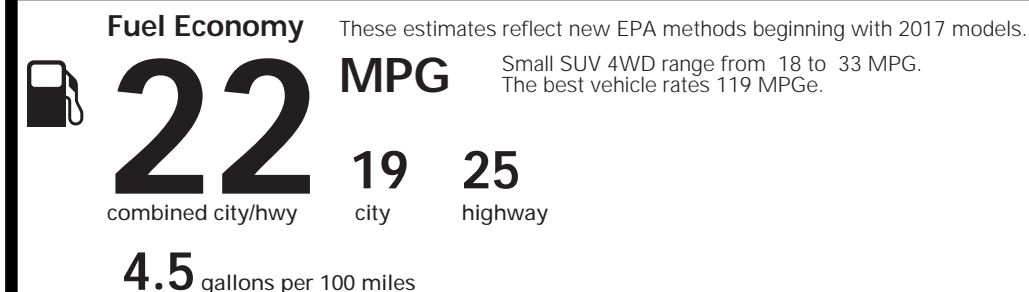 Fuel Economy These estimates reflect new EPA methods beginning with 2017 models.
22 MPG Small SUV 4WD range from 18 to 33 MPG.
The best vehicle rates 119 MPGe.
19 25
combined city/hwy city highway
4.5 gallons per 100 miles